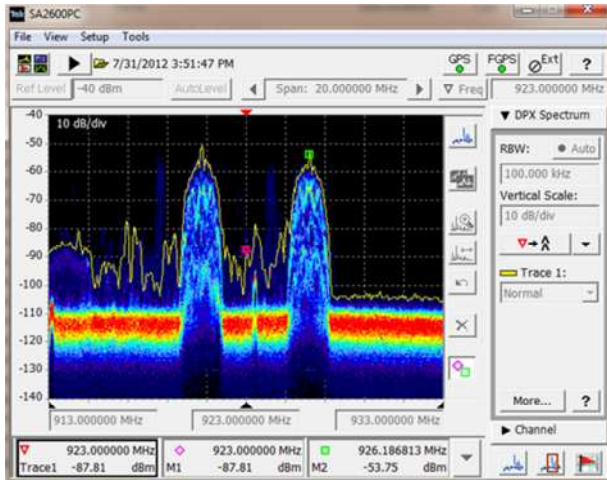 Tek SA2600PC
File View Setup Tools
7/31/2012 3:51:47 PM
GPS FGPS Ext ?
Ref Level -40 dBm AutoLevel Span: 20.000000 MHz Freq 923.000000 MHz
-40
10 dB/div
-50
-60
-70
-80
-90
-100
-110
-120
-130
-140
913.000000 MHz 923.000000 MHz 933.000000 MHz
DPX Spectrum
RBW: Auto
100.000 kHz
Vertical Scale:
10 dB/div
Trace 1:
Normal
More... ?
Channel
923.000000 MHz 923.000000 MHz 926.186813 MHz
Trace1 -87.81 dBm M1 -87.81 dBm M2 -53.75 dBm